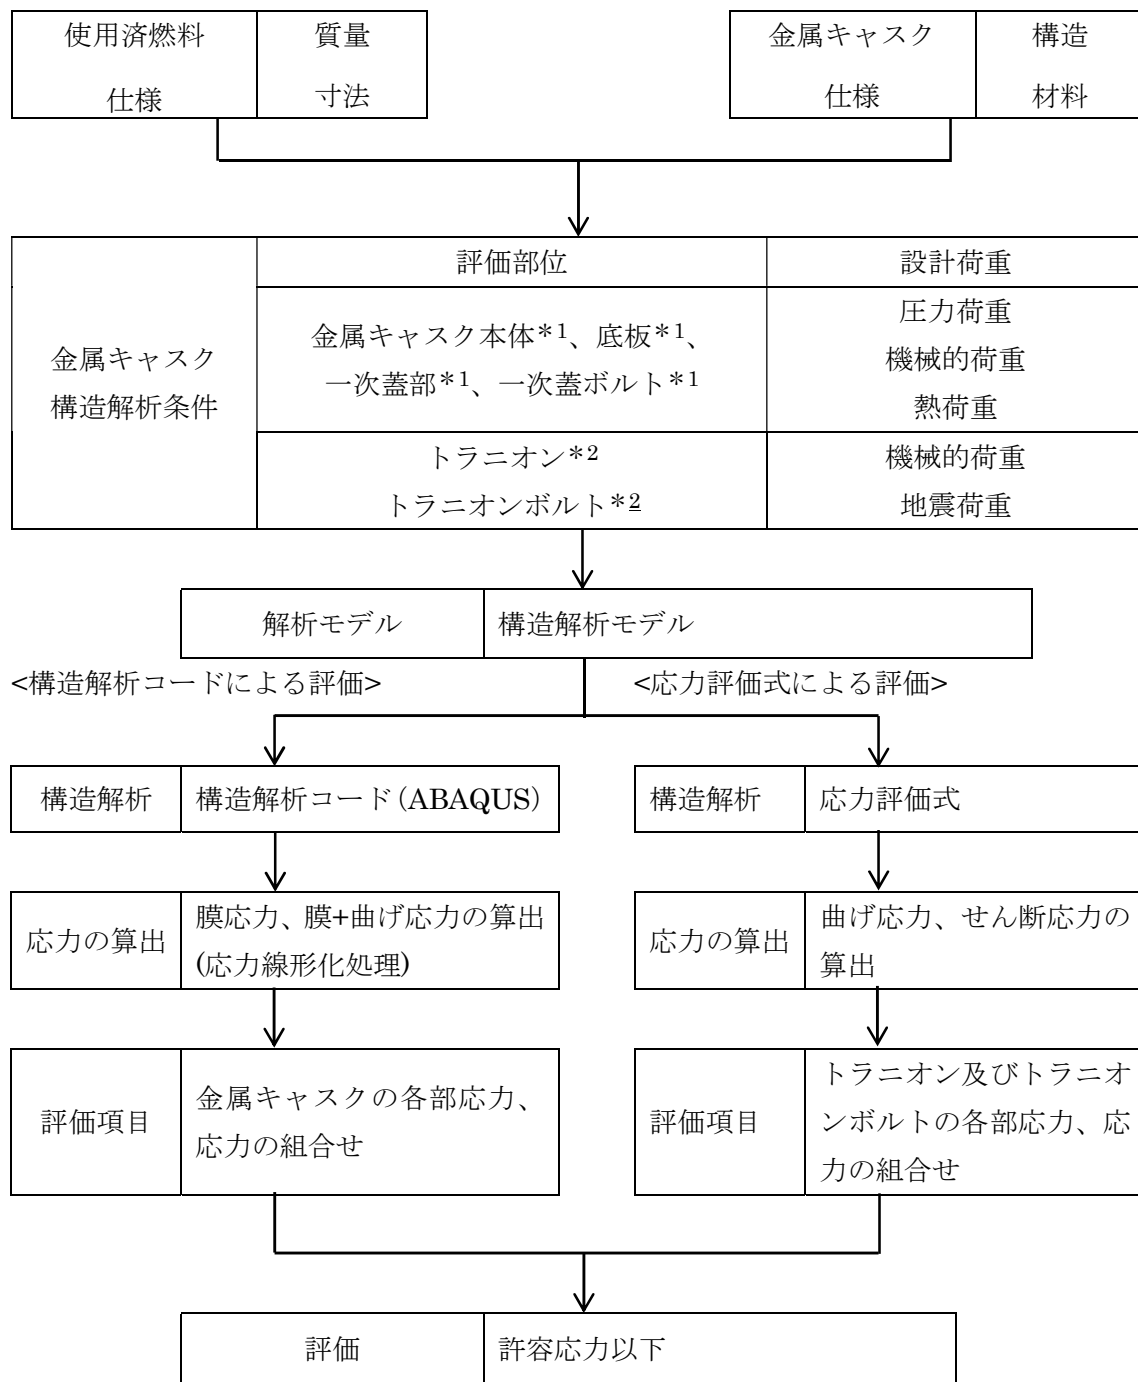 使用済燃料
仕様
質量
寸法
金属キャスク
仕様
構造
材料
評価部位
設計荷重
金属キャスク
構造解析条件
金属キャスク本体*1、底板*1、
一次蓋部*1、一次蓋ボルト*1
圧力荷重
機械的荷重
熱荷重
トラニオン*2
トラニオンボルト*2
機械的荷重
地震荷重
解析モデル
構造解析モデル
<構造解析コードによる評価>
<応力評価式による評価>
構造解析
構造解析コード(ABAQUS)
構造解析
応力評価式
応力の算出
膜応力、膜+曲げ応力の算出
(応力線形化処理)
応力の算出
曲げ応力、せん断応力の
算出
評価項目
金属キャスクの各部応力、
応力の組合せ
評価項目
トラニオン及びトラニオ
ンボルトの各部応力、応
力の組合せ
評価
許容応力以下